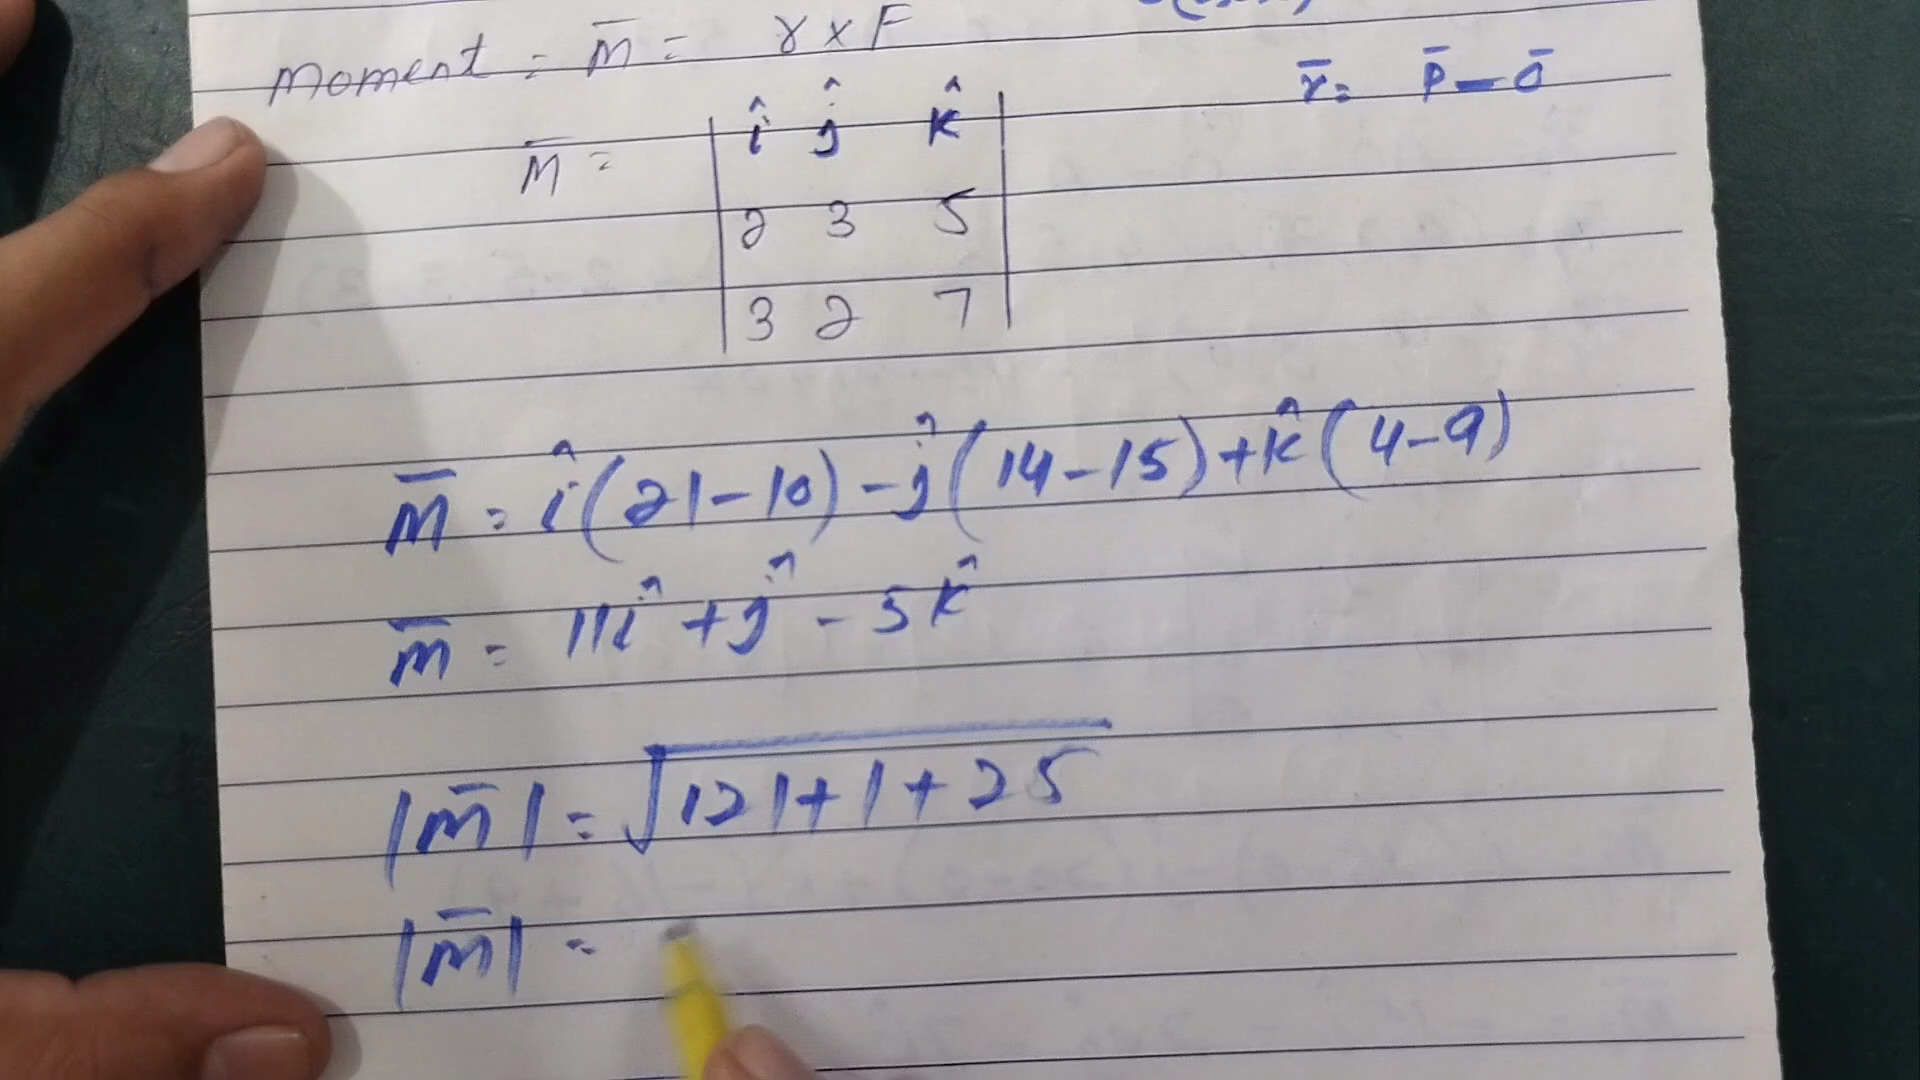 Moment = M̅ = r × F
r̅ = P̅ - O̅
M̅ = | î ĵ k̂ |
2 3 5
3 2 7
M̅ = î(21-10) - ĵ(14-15) + k̂(4-9)
m̅ = 11î + ĵ - 5k̂
|m̅| = √121+1+25
|m̅| =